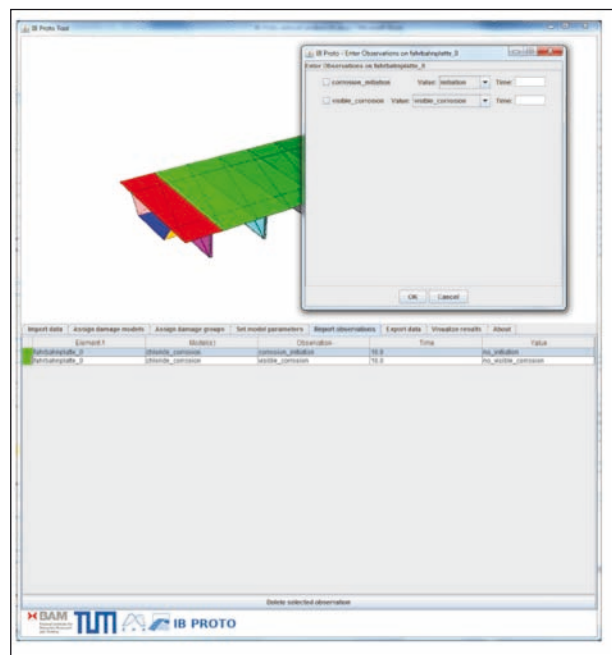 IB Proto Tool
IB Proto - Enter Observations on fahrbahnplatte_0
Enter Observations on fahrbahnplatte_0
corrosion_initiation Value: initiation Time:
visible_corrosion Value: visible_corrosion Time:
OK Cancel
Import data Assign damage models Assign damage groups Set model parameters Report observations Export data Visualize results About
Element Model(s) Observation Time Value
fahrbahnplatte_0 chloride_corrosion corrosion_initiation 10.0 no_initiation
fahrbahnplatte_0 chloride_corrosion visible_corrosion 10.0 no_visible_corrosion
Delete selected observation
BAM
TUM
IB PROTO